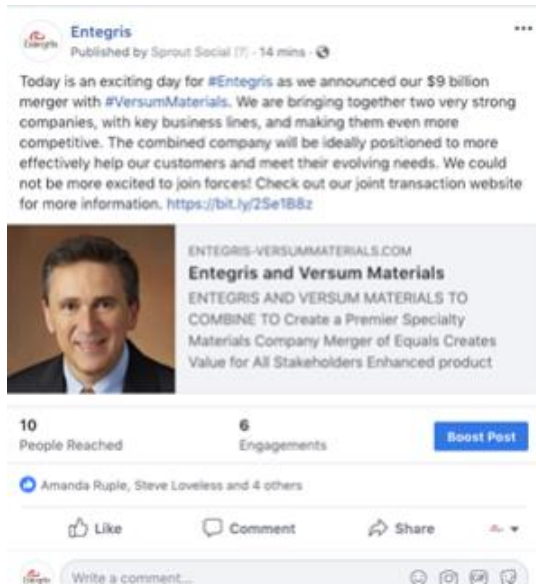 Entegris
Entegris
Published by Sprout Social [?] · 14 mins ·
Today is an exciting day for #Entegris as we announced our $9 billion
merger with #VersumMaterials. We are bringing together two very strong
companies, with key business lines, and making them even more
competitive. The combined company will be ideally positioned to more
effectively help our customers and meet their evolving needs. We could
not be more excited to join forces! Check out our joint transaction website
for more information. https://bit.ly/2Se1B8z
ENTEGRIS-VERSUMMATERIALS.COM
Entegris and Versum Materials
ENTEGRIS AND VERSUM MATERIALS TO
COMBINE TO Create a Premier Specialty
Materials Company Merger of Equals Creates
Value for All Stakeholders Enhanced product
10
People Reached
6
Engagements
Boost Post
Amanda Ruple, Steve Loveless and 4 others
Like Comment Share
Entegris
Write a comment...
GIF